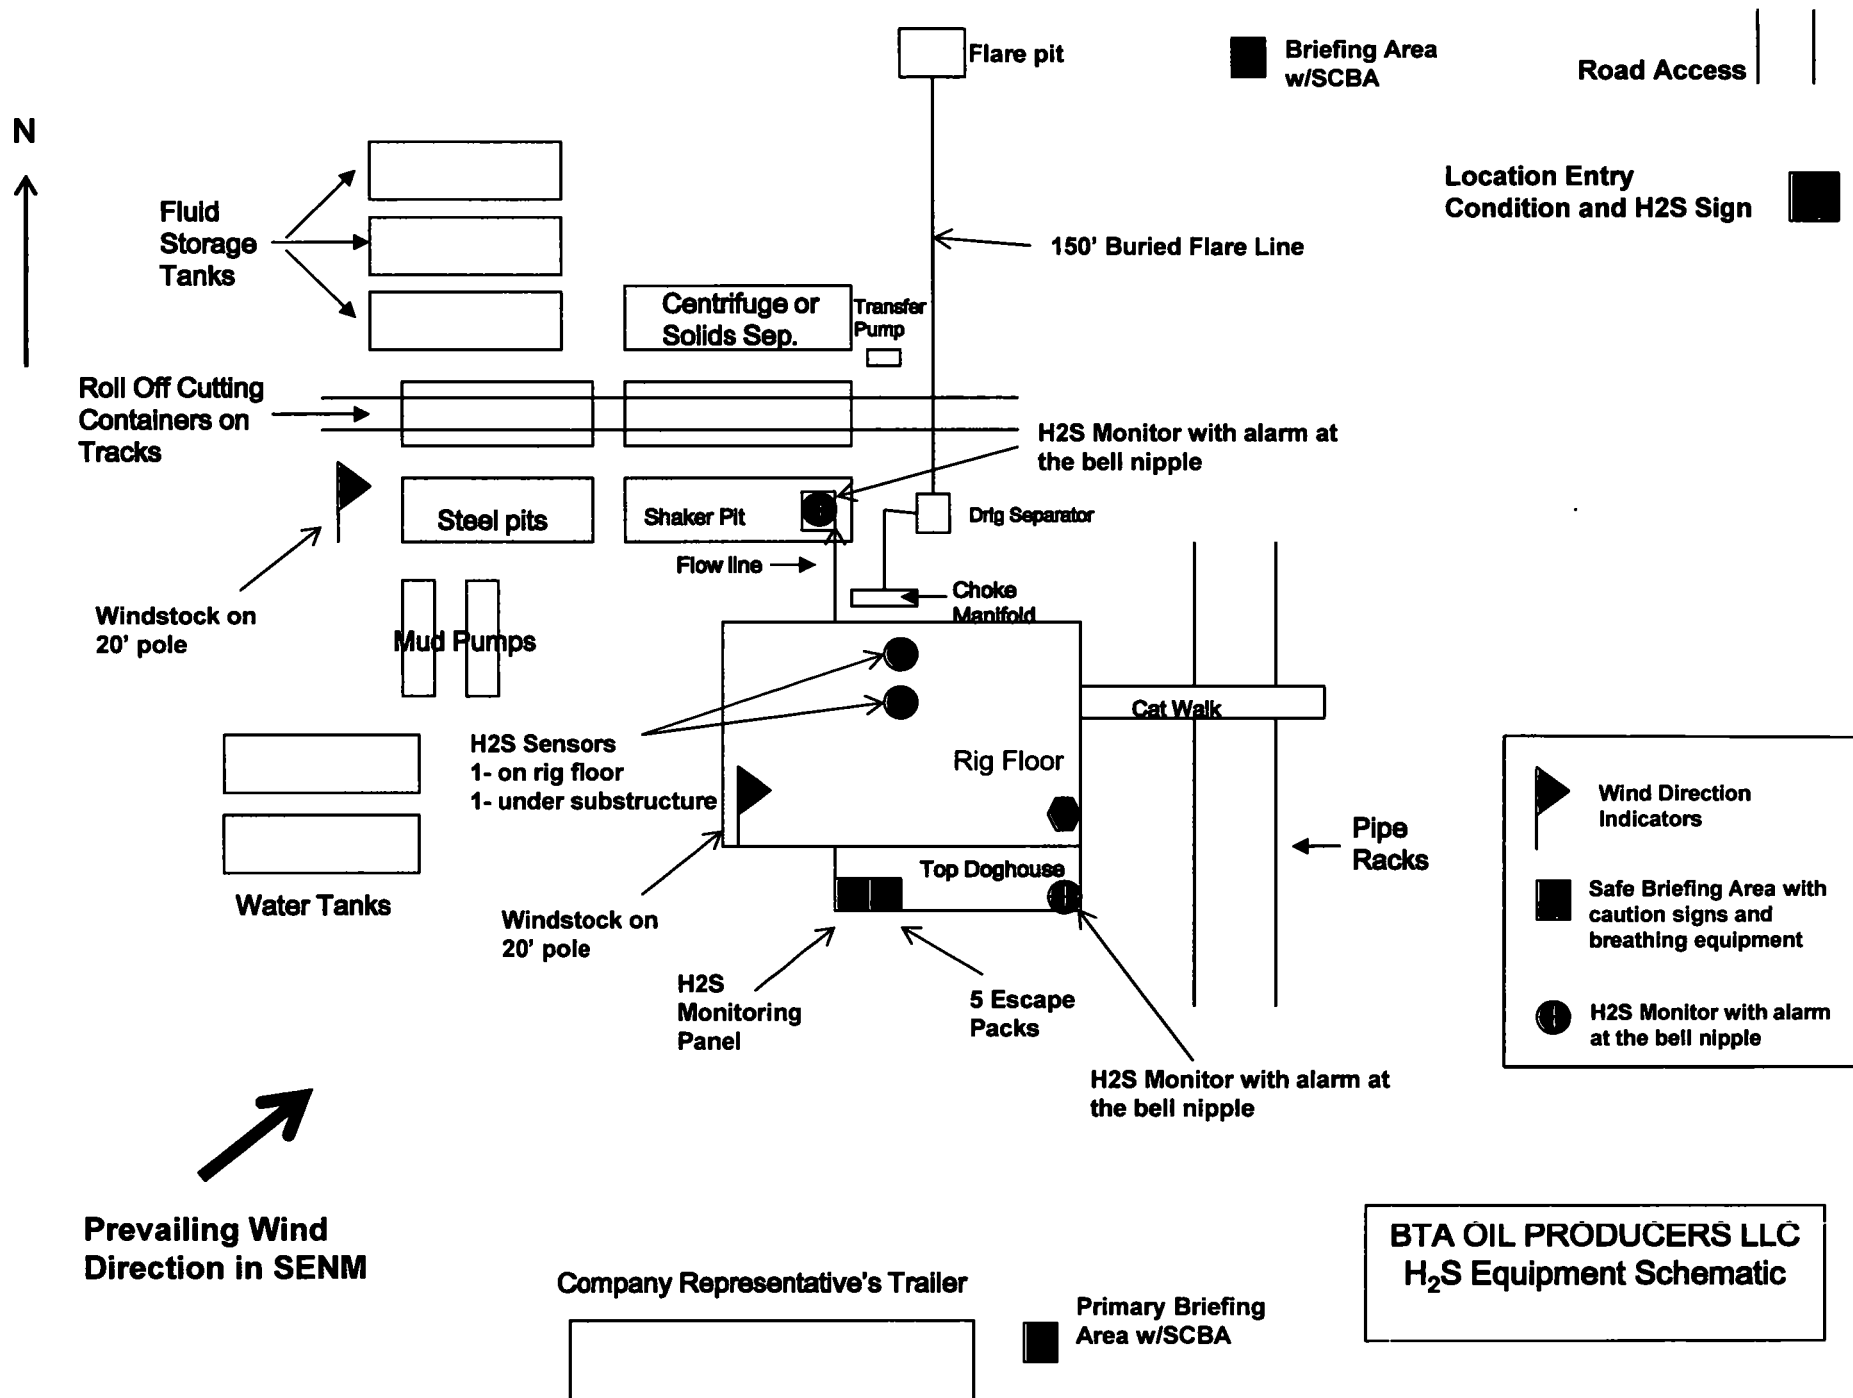 Flare pit
Briefing Area
w/SCBA
Road Access
N
Location Entry
Condition and H2S Sign
Fluid
Storage
Tanks
150' Buried Flare Line
Centrifuge or
Solids Sep.
Transfer
Pump
Roll Off Cutting
Containers on
Tracks
H2S Monitor with alarm at
the bell nipple
Steel pits
Shaker Pit
Drlg Separator
Flow line
Choke
Manifold
Windstock on
20' pole
Mud Pumps
Cat Walk
H2S Sensors
1- on rig floor
1- under substructure
Rig Floor
Wind Direction
Indicators
Pipe
Racks
Top Doghouse
Safe Briefing Area with
caution signs and
breathing equipment
Water Tanks
Windstock on
20' pole
H2S
Monitoring
Panel
5 Escape
Packs
H2S Monitor with alarm
at the bell nipple
H2S Monitor with alarm at
the bell nipple
Prevailing Wind
Direction in SENM
BTA OIL PRODUCERS LLC
H₂S Equipment Schematic
Company Representative's Trailer
Primary Briefing
Area w/SCBA